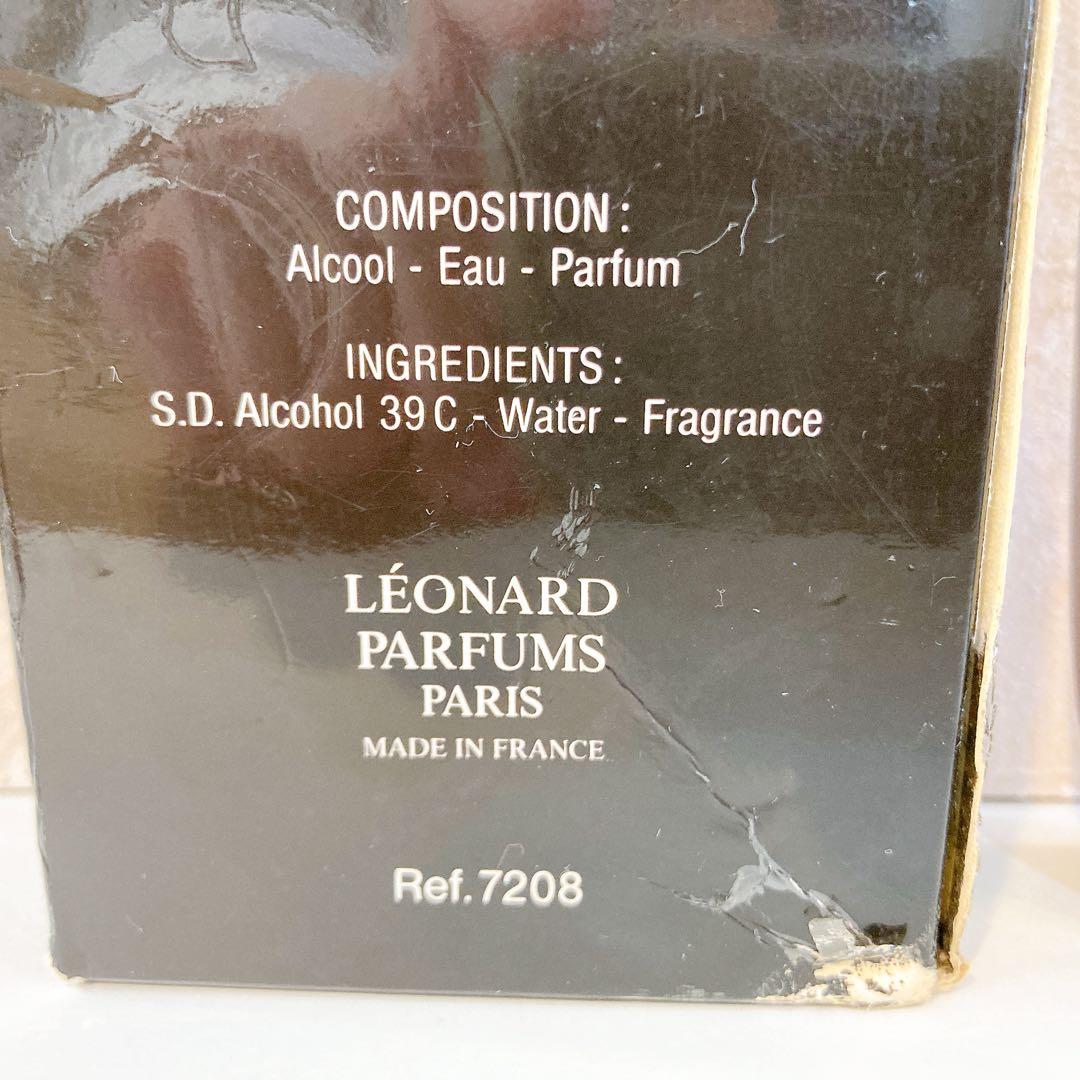 COMPOSITION :
Alcool - Eau - Parfum
INGREDIENTS :
S.D. Alcohol 39 C - Water - Fragrance
LÉONARD
PARFUMS
PARIS
MADE IN FRANCE
Ref. 7208